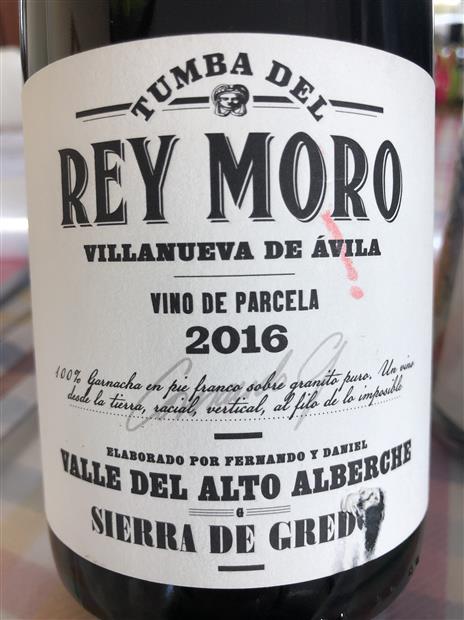 TUMBA DEL
REY MORO
VILLANUEVA DE ÁVILA
VINO DE PARCELA
2016
100% Garnacha en pie franco sobre granito puro. Un vino
desde la tierra, racial, vertical, al filo de lo imposible
ELABORADO POR FERNANDO Y DANIEL
VALLE DEL ALTO ALBERCHE
G
SIERRA DE GREDO